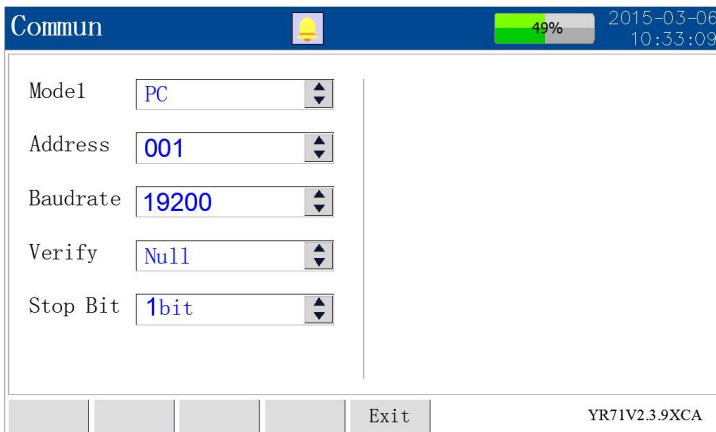 Commun
49%
2015-03-06
10:33:09
Model
PC
Address
001
Baudrate
19200
Verify
Null
Stop Bit
1bit
Exit
YR71V2.3.9XCA